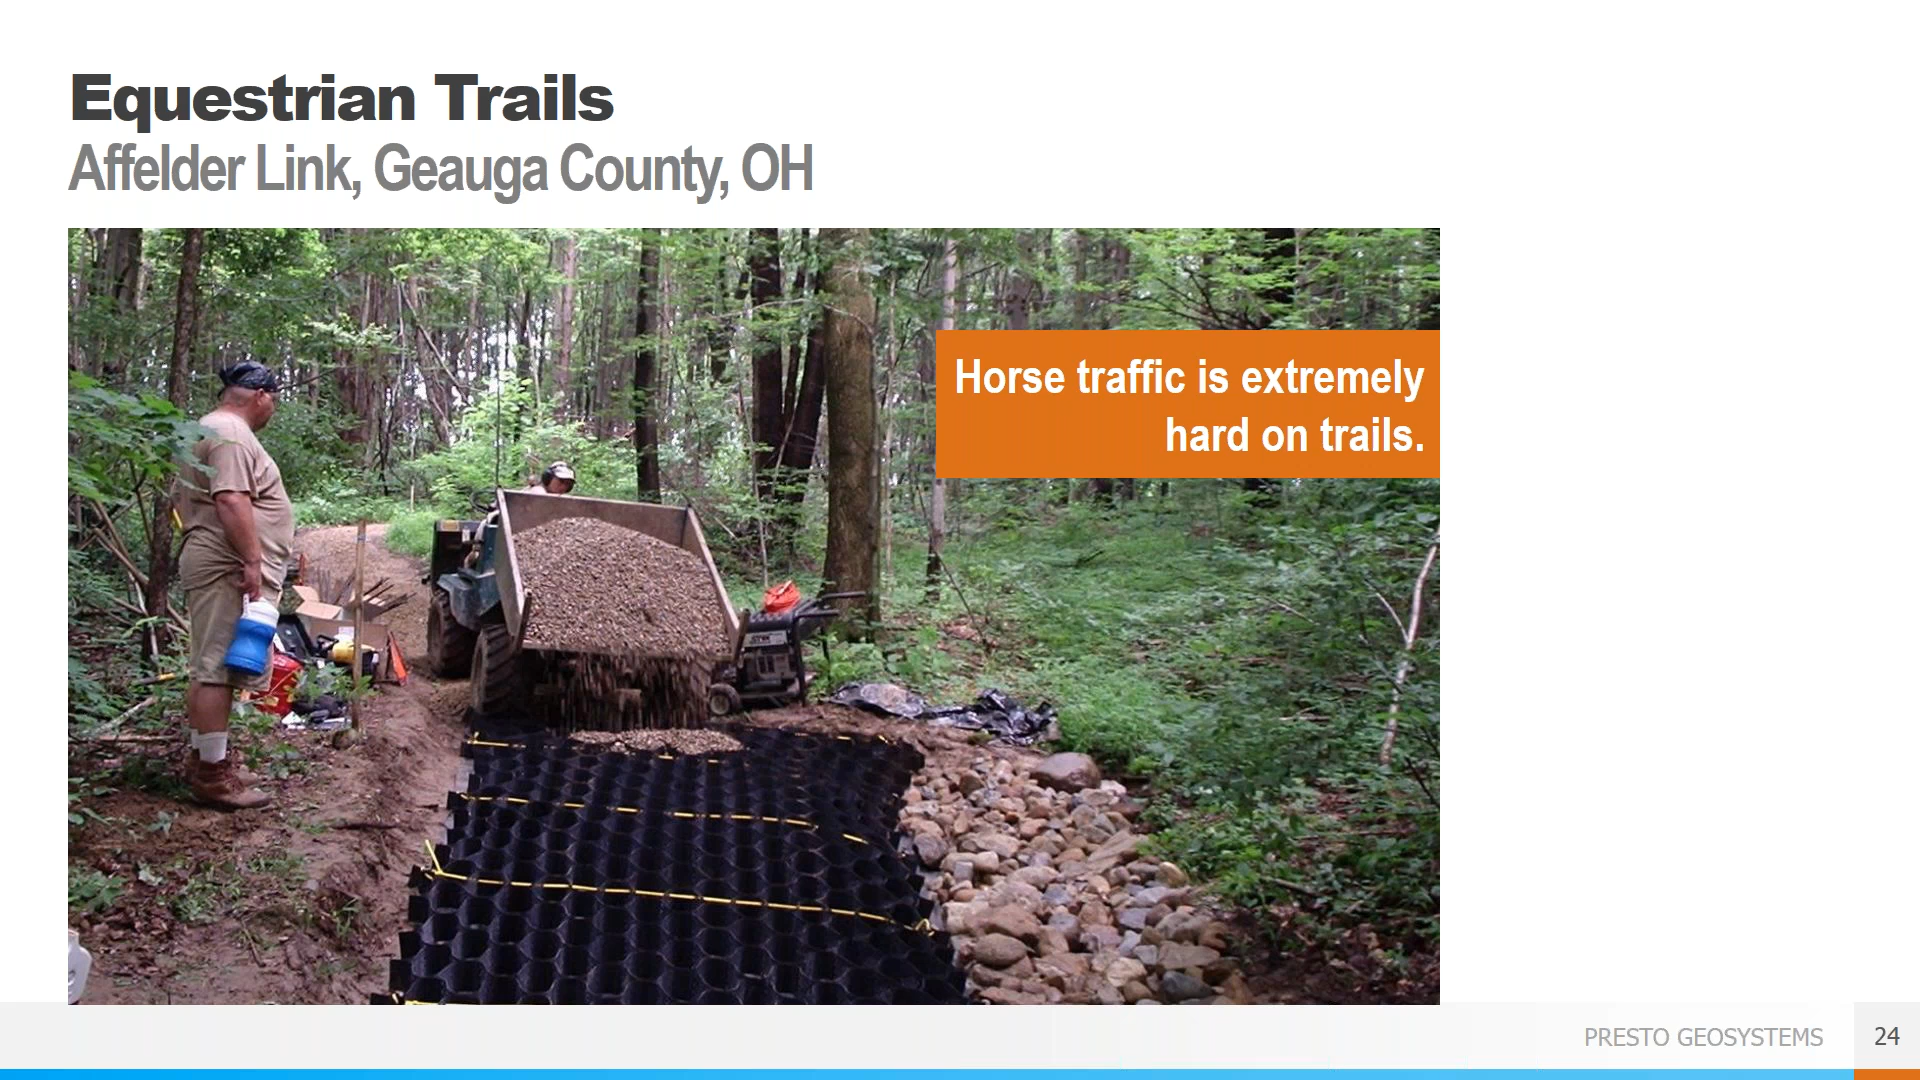 Equestrian Trails
Affelder Link, Geauga County, OH
Horse traffic is extremely
hard on trails.
PRESTO GEOSYSTEMS
24